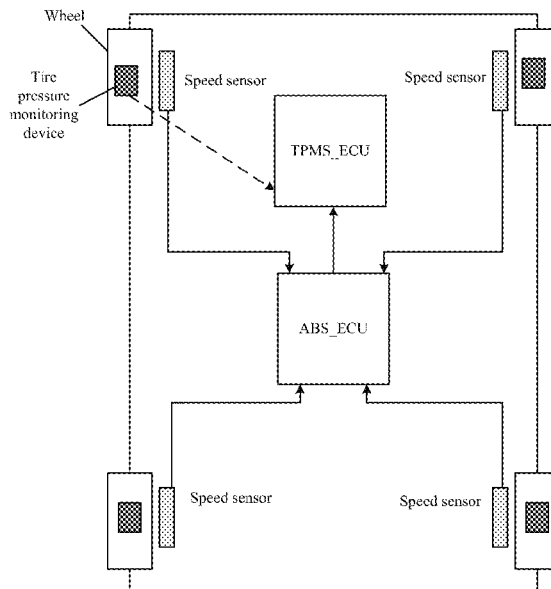 Wheel
Tire
pressure
monitoring
device
Speed sensor
Speed sensor
TPMS_ECU
ABS_ECU
Speed sensor
Speed sensor